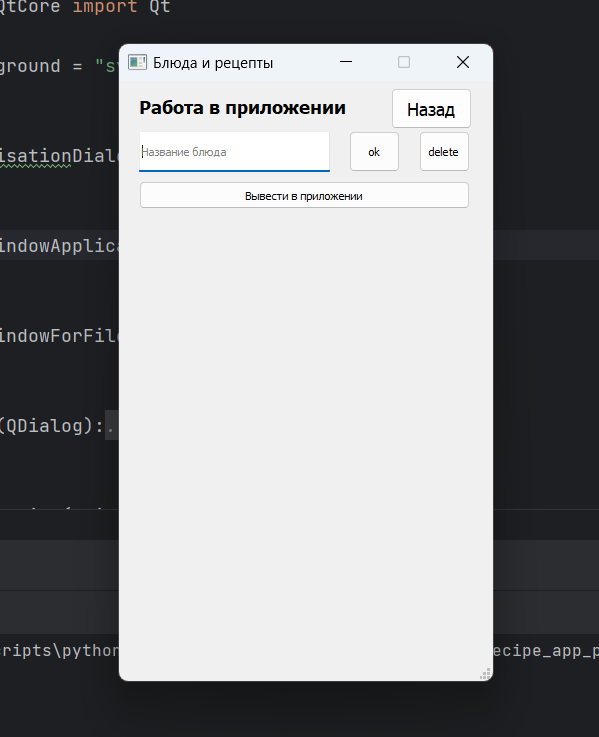 QtCore import Qt
ground = "s
Блюда и рецепты
Работа в приложении
Назад
isationDial
Название блюда
ok
delete
Вывести в приложении
indowApplic
indowForFil
(QDialog):
cripts\python
ecipe_app_p